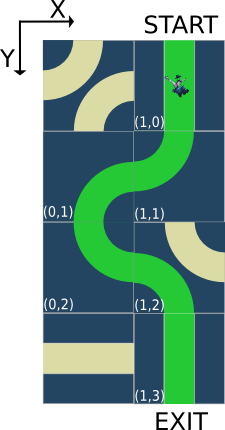 X
START
Y
(1,0)
(0,1)
(1,1)
(0,2)
(1,2)
(1,3)
EXIT